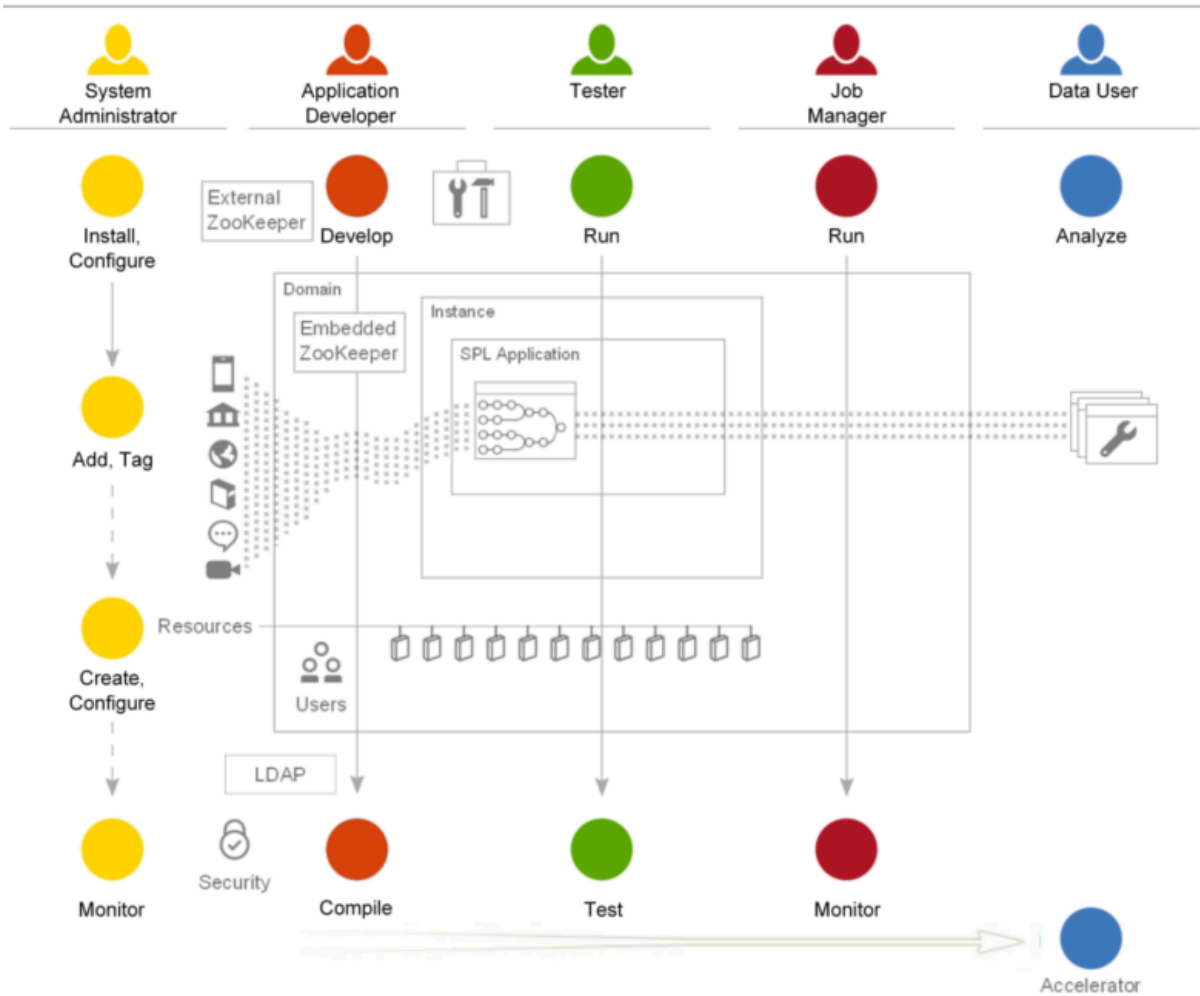 System
Administrator
Application
Developer
Tester
Job
Manager
Data User
External
ZooKeeper
Install,
Configure
Develop
Run
Run
Analyze
Domain
Embedded
ZooKeeper
Instance
SPL Application
Add, Tag
Resources
Create,
Configure
Users
LDAP
Security
Monitor
Compile
Test
Monitor
Accelerator